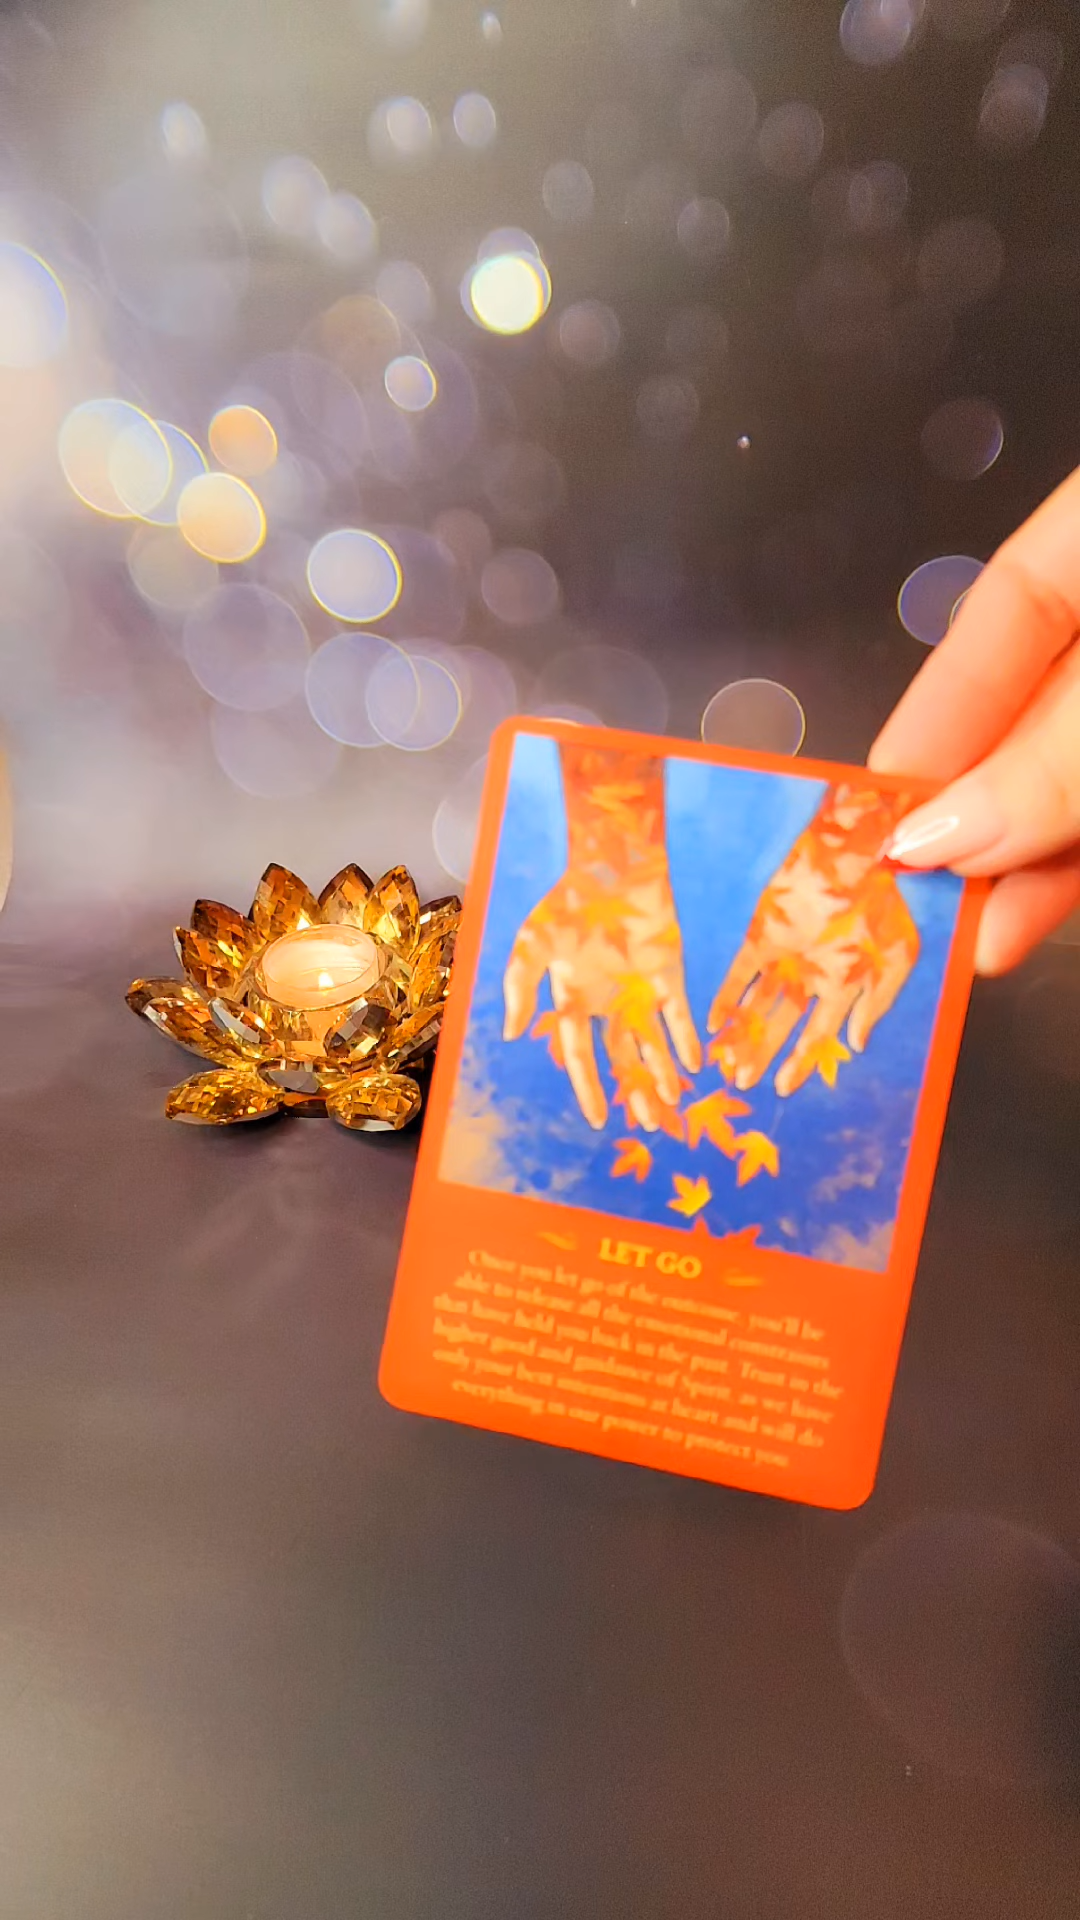 LET GO
Once you let go of the outcome, you'll be
able to release all the emotional constraints
that have held you back in the past. Trust in the
higher good and guidance of Spirit, as we have
only your best intentions at heart and will do
everything in our power to protect you